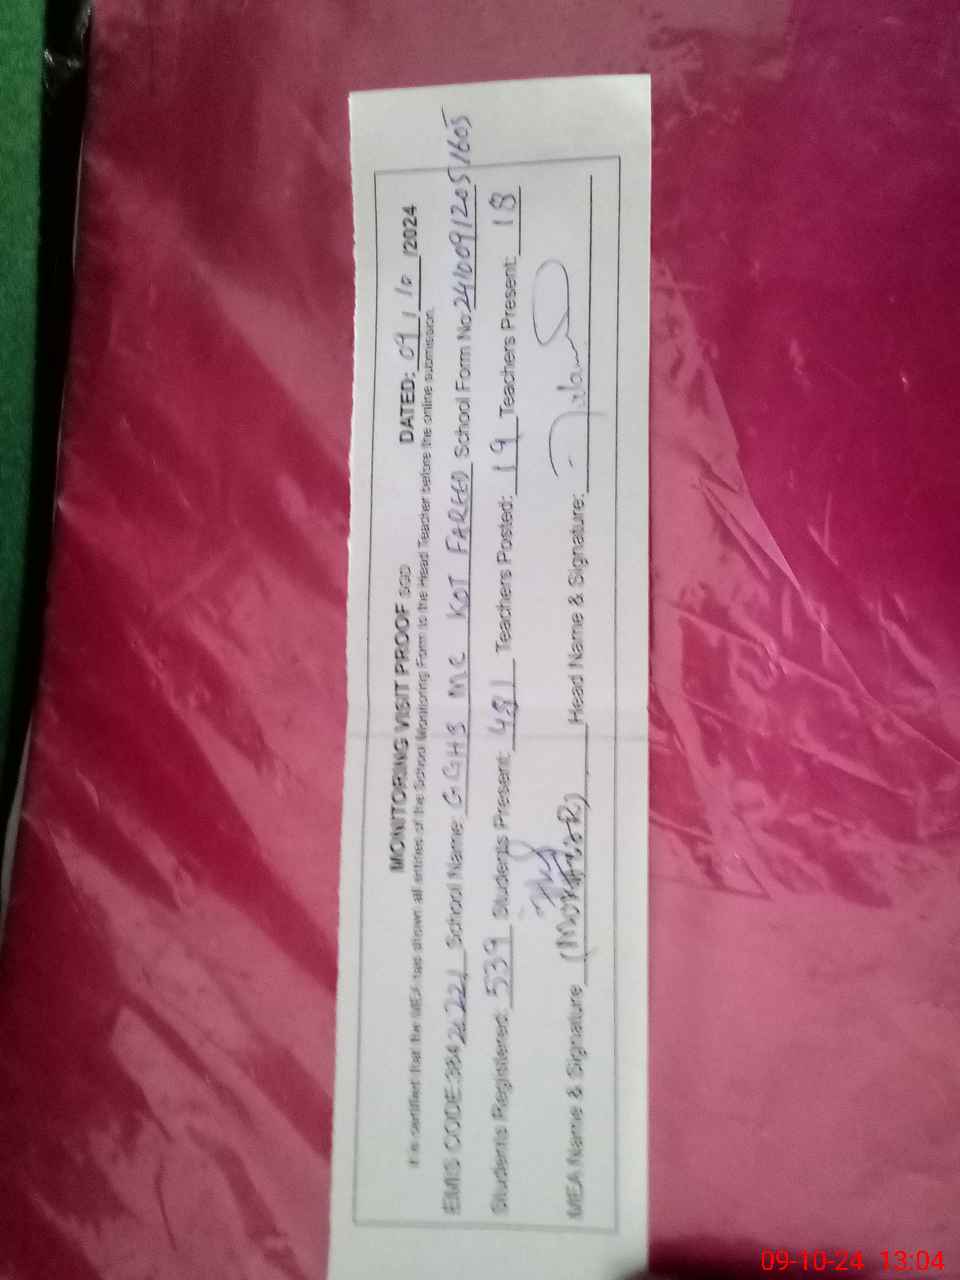 MONITORING VISIT PROOF SGD DATED: 09 / 10 /2024
It is certified that the MEA has shown all entries of the School Monitoring Form to the Head Teacher before the online submission.
EMIS CODE:38422221 School Name: GGHS MC KOT FAREED School Form No:2410091205 1605
Students Registered: 539 Students Present: 481 Teachers Posted: 19 Teachers Present: 18
MEA Name & Signature Head Name & Signature:
09-10-24 13:04